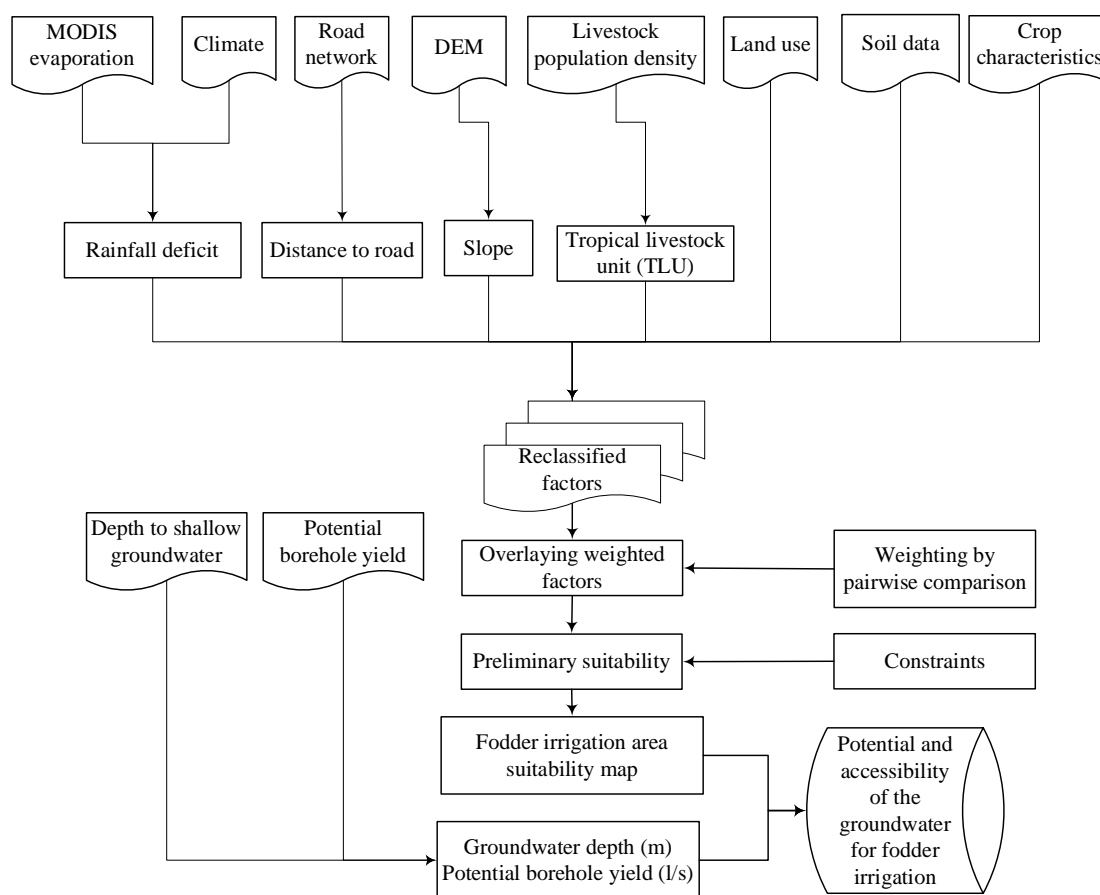 MODIS
evaporation
Climate
Road
network
DEM
Livestock
population density
Land use
Soil data
Crop
characteristics
Rainfall deficit
Distance to road
Slope
Tropical livestock
unit (TLU)
Reclassified
factors
Depth to shallow
groundwater
Potential
borehole yield
Overlaying weighted
factors
Weighting by
pairwise comparison
Preliminary suitability
Constraints
Fodder irrigation area
suitability map
Potential and
accessibility
of the
groundwater
for fodder
irrigation
Groundwater depth (m)
Potential borehole yield (l/s)